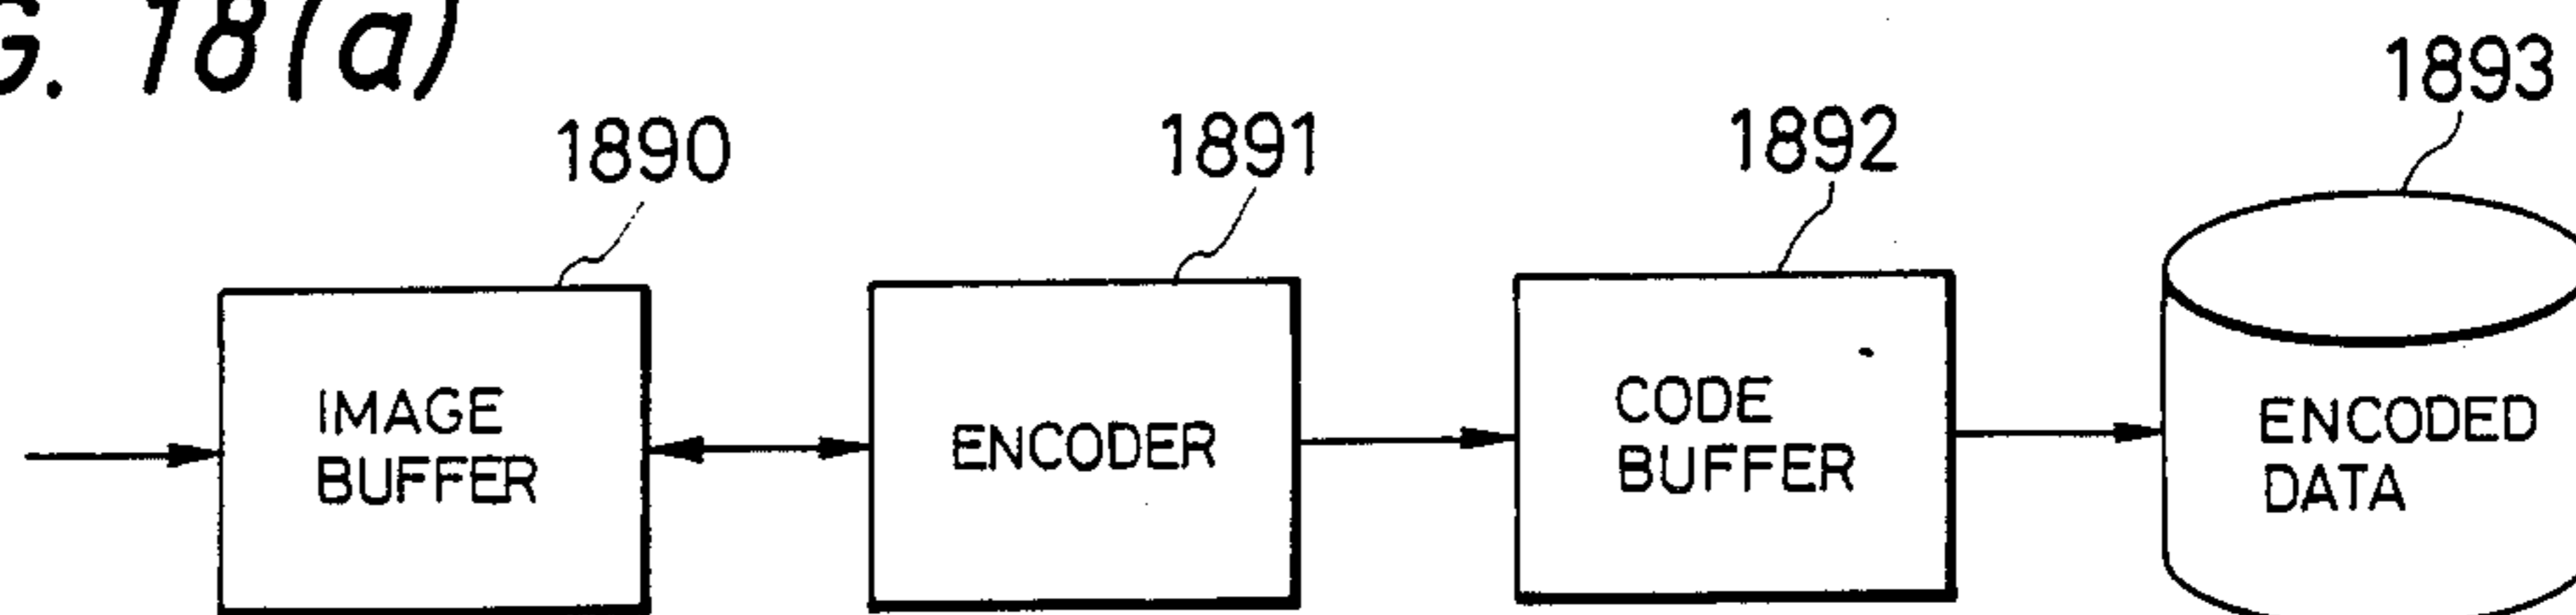 G. 18(a)
1890
1891
1892
1893
IMAGE
BUFFER
ENCODER
CODE
BUFFER
ENCODED
DATA